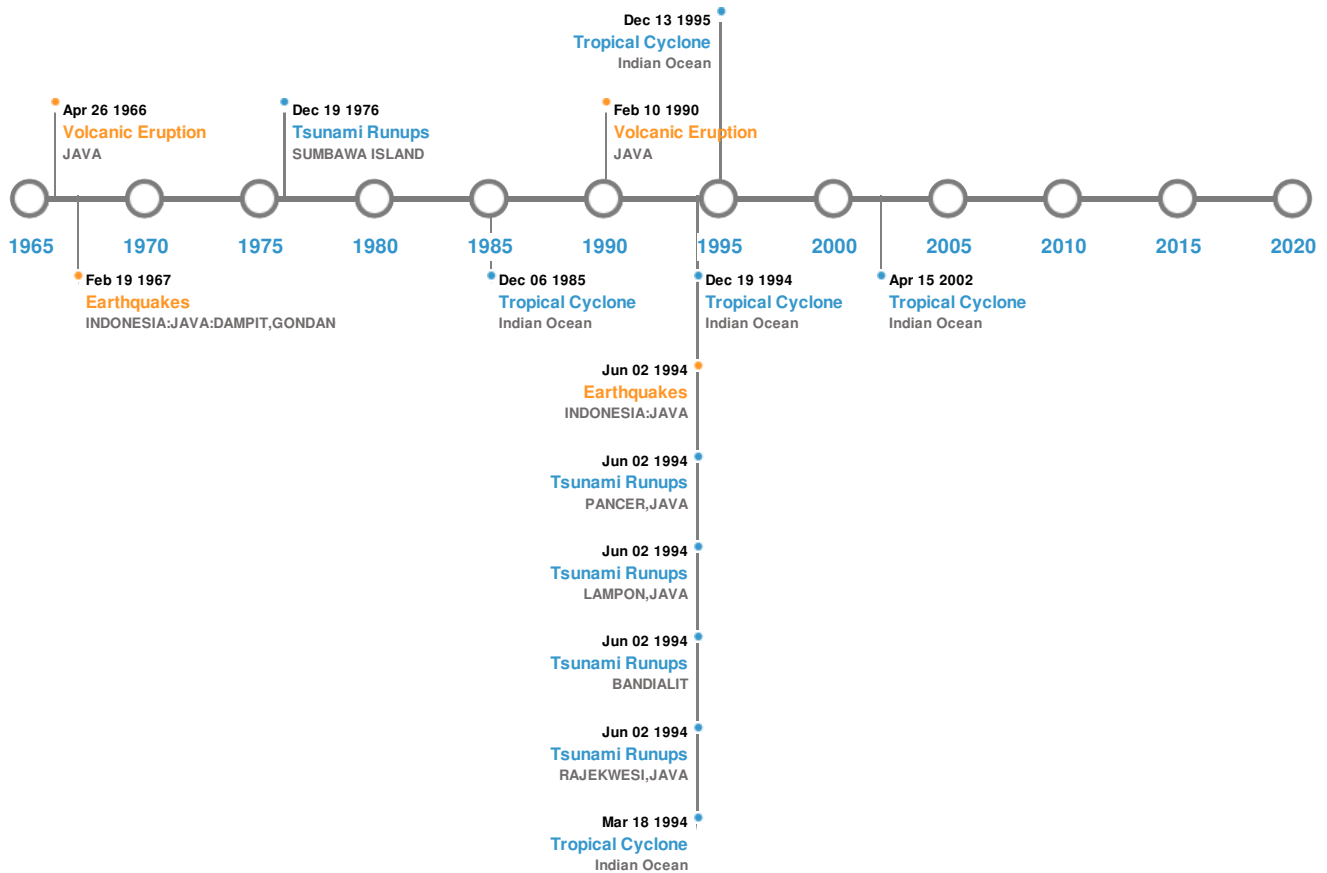 Dec 13 1995
Tropical Cyclone
Indian Ocean
Apr 26 1966
Volcanic Eruption
JAVA
Dec 19 1976
Tsunami Runups
SUMBAWA ISLAND
Feb 10 1990
Volcanic Eruption
JAVA
1965 1970 1975 1980 1985 1990 1995 2000 2005 2010 2015 2020
Feb 19 1967
Earthquakes
INDONESIA:JAVA:DAMPIT,GONDAN
Dec 06 1985
Tropical Cyclone
Indian Ocean
Dec 19 1994
Tropical Cyclone
Indian Ocean
Apr 15 2002
Tropical Cyclone
Indian Ocean
Jun 02 1994
Earthquakes
INDONESIA:JAVA
Jun 02 1994
Tsunami Runups
PANCER,JAVA
Jun 02 1994
Tsunami Runups
LAMPON,JAVA
Jun 02 1994
Tsunami Runups
BANDIALIT
Jun 02 1994
Tsunami Runups
RAJEKWESI,JAVA
Mar 18 1994
Tropical Cyclone
Indian Ocean